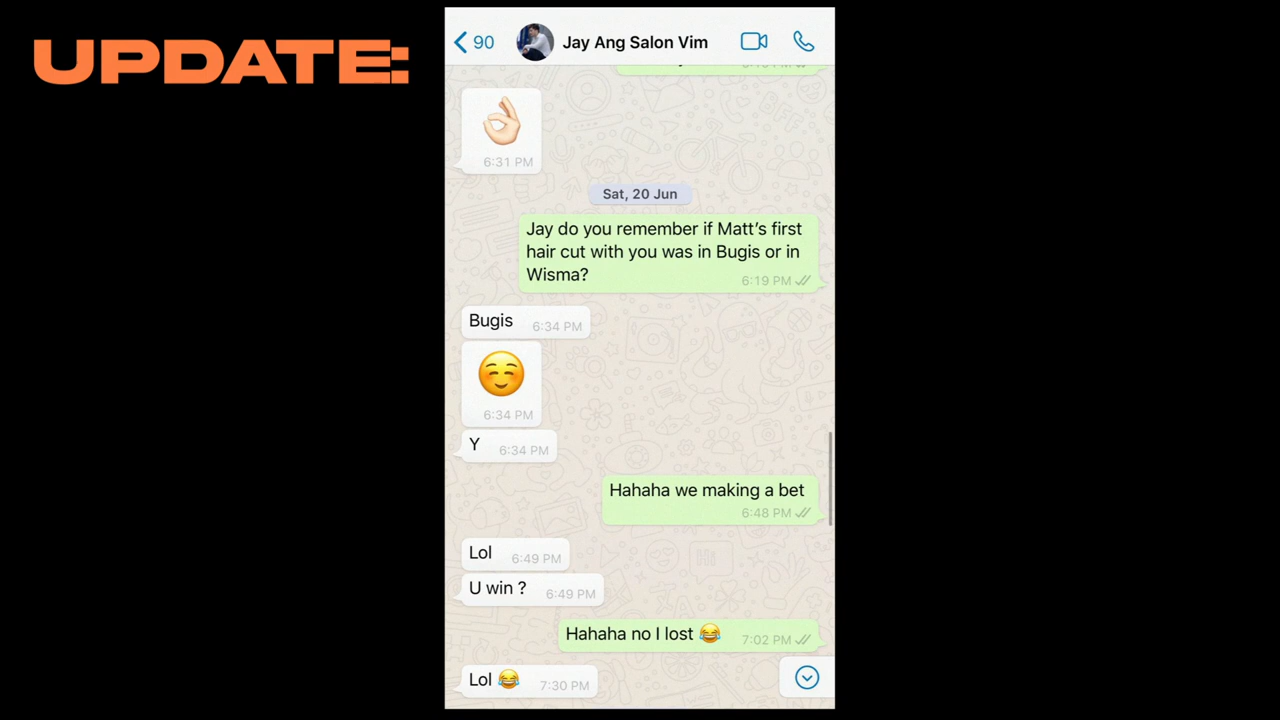 UPDATE:
90
Jay Ang Salon Vim
6:31 PM
Sat, 20 Jun
Jay do you remember if Matt's first
hair cut with you was in Bugis or in
Wisma?
6:19 PM
Bugis
6:34 PM
6:34 PM
Y
6:34 PM
Hahaha we making a bet
6:48 PM
Lol
6:49 PM
U win ?
6:49 PM
Hahaha no I lost 😂
7:02 PM
Lol 😂
7:30 PM